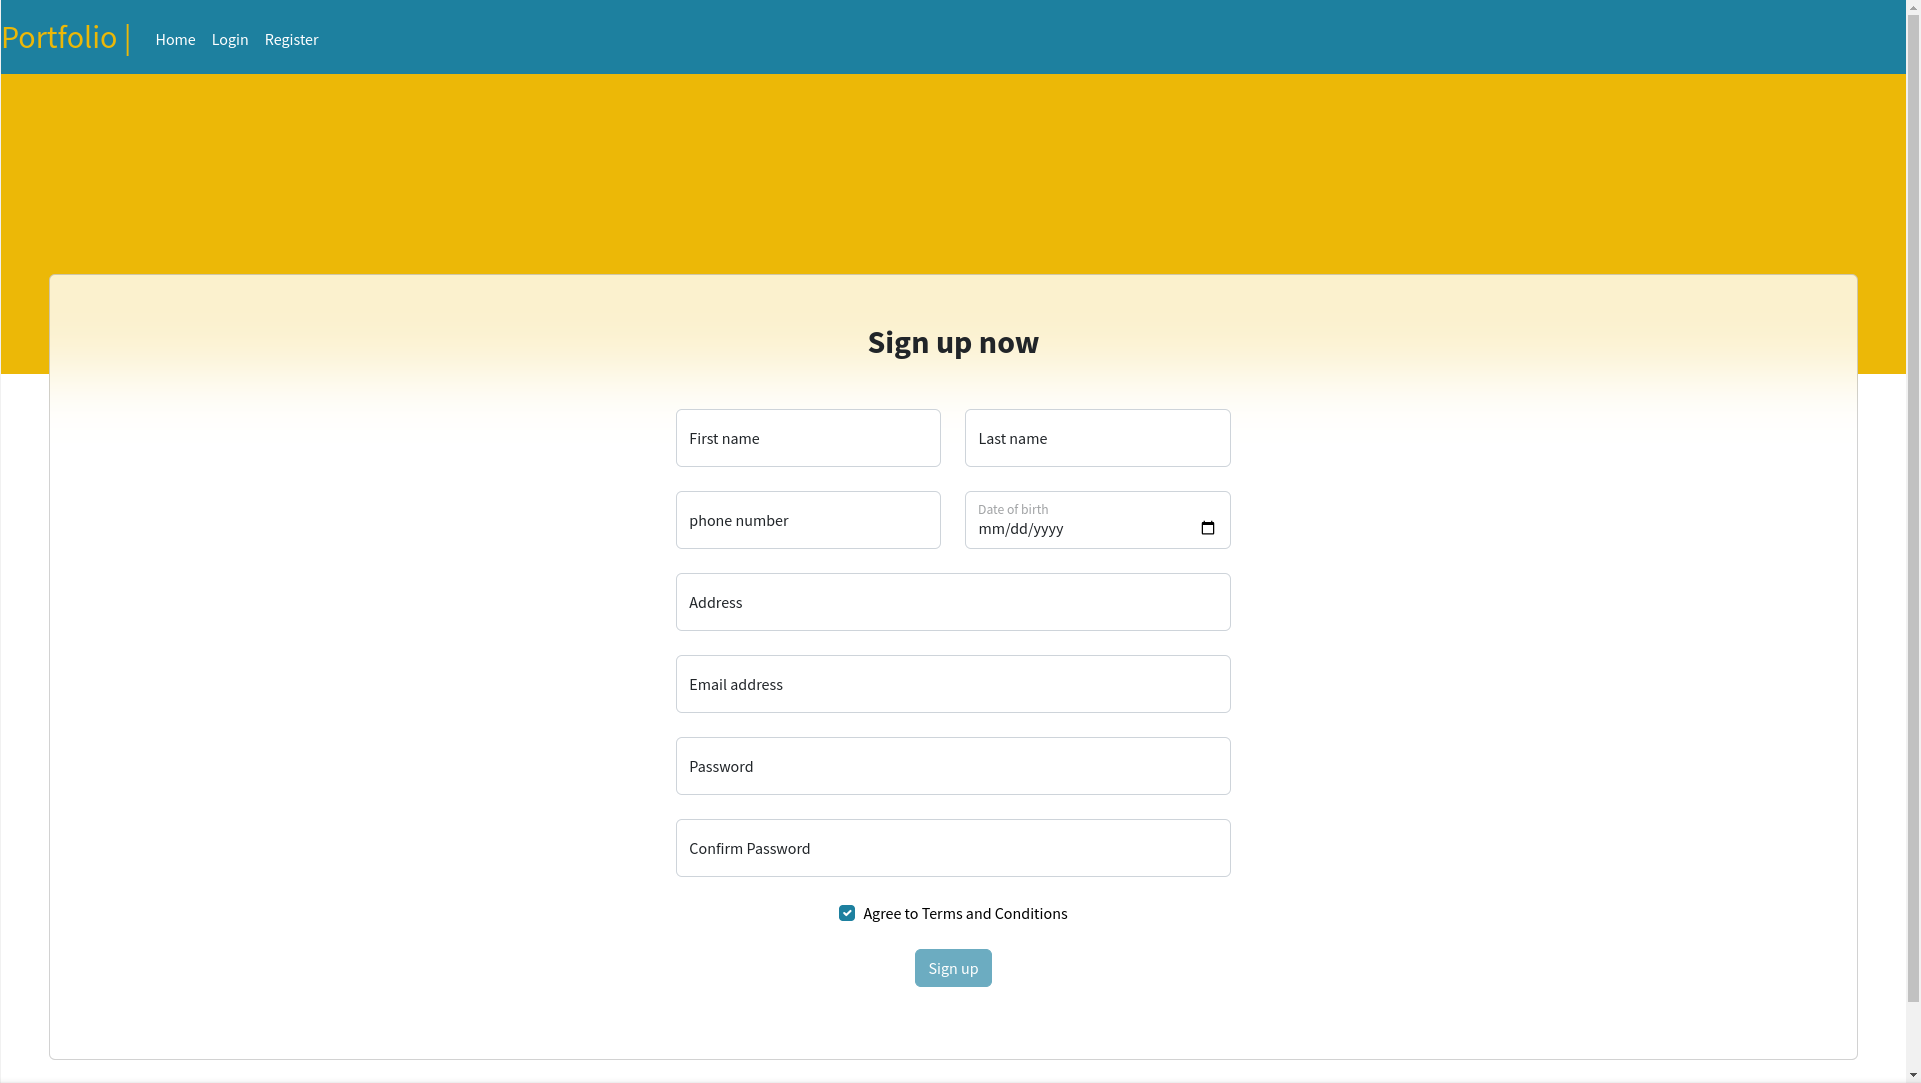 Portfolio | Home Login Register
Sign up now
First name Last name
phone number Date of birth
mm/dd/yyyy
Address
Email address
Password
Confirm Password
Agree to Terms and Conditions
Sign up